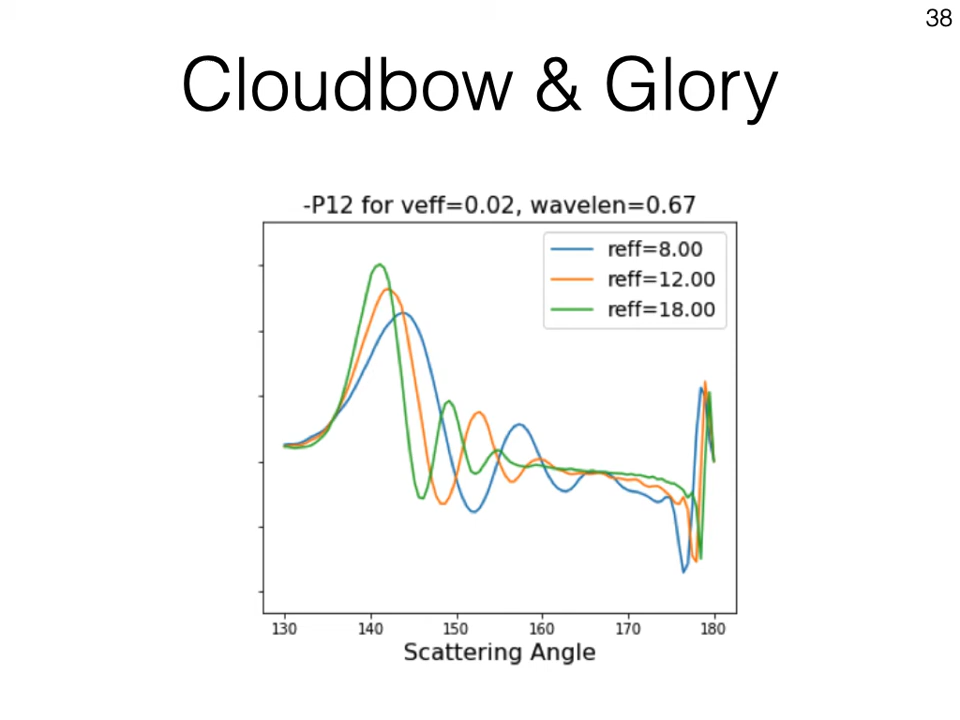 38
Cloudbow & Glory
-P12 for veff=0.02, wavelen=0.67
reff=8.00
reff=12.00
reff=18.00
130 140 150 160 170 180
Scattering Angle